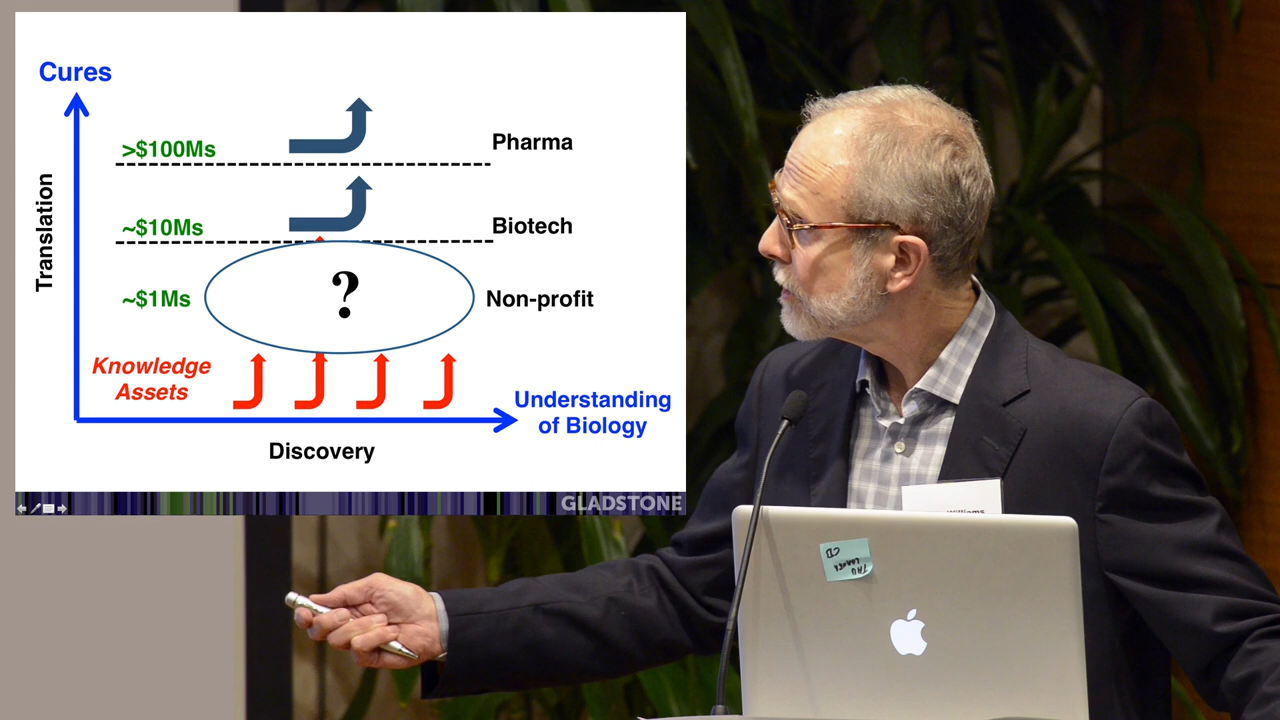 Cures
>$100Ms
Pharma
Translation
~$10Ms
Biotech
~$1Ms
?
Non-profit
Knowledge
Assets
Understanding
of Biology
Discovery
GLADSTONE